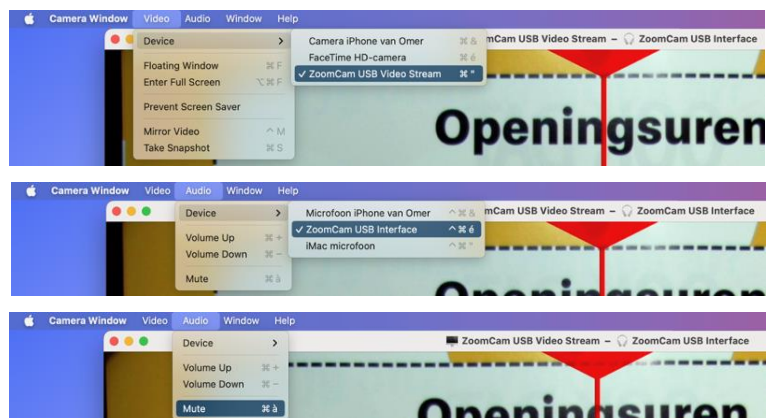 Camera Window Video Audio Window Help
Device >
Camera iPhone van Omer ⌘ &
mCam USB Video Stream – ZoomCam USB Interface
FaceTime HD-camera ⌘ é
Floating Window ⌘ F
✓ ZoomCam USB Video Stream ⌘ "
Enter Full Screen ⌥ ⌘ F
Prevent Screen Saver
Mirror Video ^ M
Take Snapshot ⌘ S
Openingsuren
Camera Window Video Audio Window Help
Device >
Microfoon iPhone van Omer ^ ⌘ &
mCam USB Video Stream – ZoomCam USB Interface
✓ ZoomCam USB Interface ^ ⌘ é
Volume Up ⌘ +
iMac microfoon ^ ⌘ "
Volume Down ⌘ –
Mute ⌘ à
Openingsuren
Camera Window Video Audio Window Help
Device >
ZoomCam USB Video Stream – ZoomCam USB Interface
Volume Up ⌘ +
Volume Down ⌘ –
Mute ⌘ à
Openingsuren